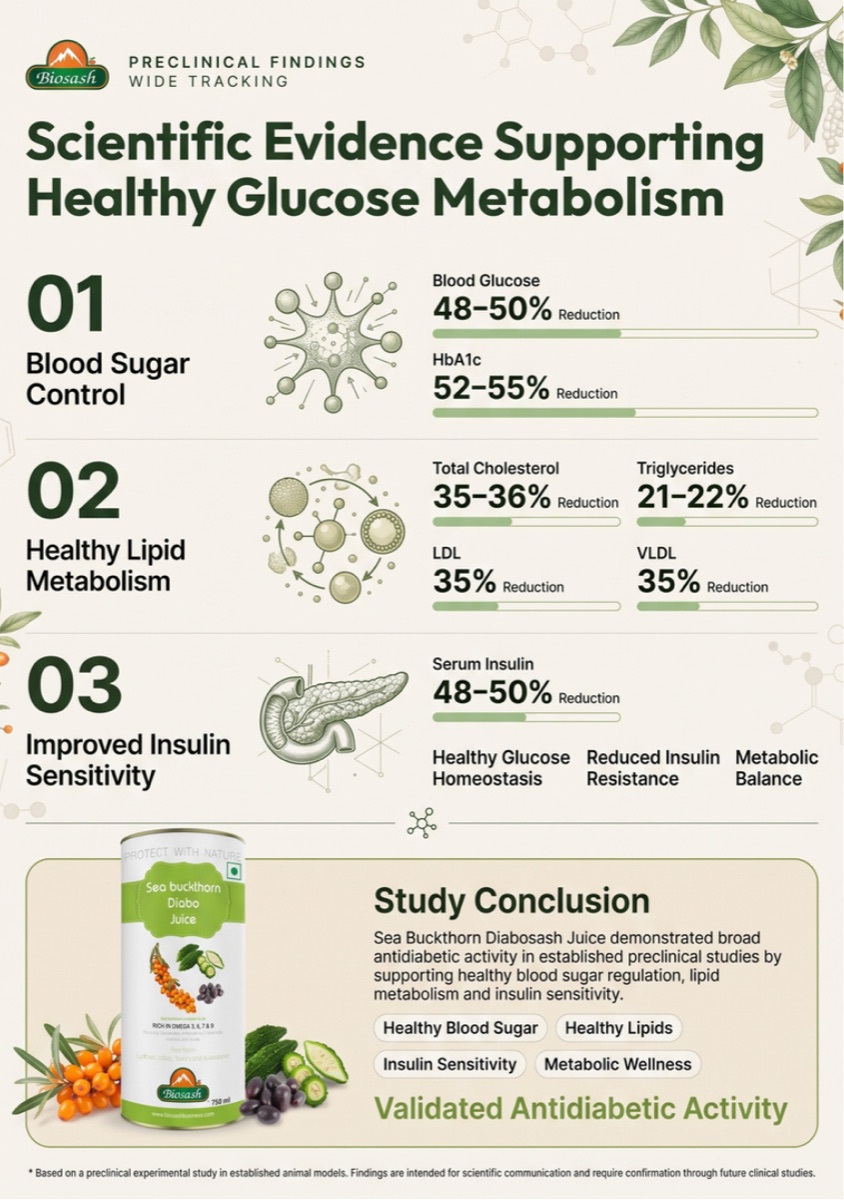 Biosash
PRECLINICAL FINDINGS
WIDE TRACKING
Scientific Evidence Supporting
Healthy Glucose Metabolism
01
Blood Sugar
Control
Blood Glucose
48–50% Reduction
HbA1c
52–55% Reduction
02
Healthy Lipid
Metabolism
Total Cholesterol
35–36% Reduction
Triglycerides
21–22% Reduction
LDL
35% Reduction
VLDL
35% Reduction
03
Improved Insulin
Sensitivity
Serum Insulin
48–50% Reduction
Healthy Glucose
Homeostasis
Reduced Insulin
Resistance
Metabolic
Balance
PROTECT WITH NATURE
Sea buckthorn
Diabo
Juice
RICH IN OMEGA 3, 6, 7 & 9
Biosash
750 ml
Study Conclusion
Sea Buckthorn Diabosash Juice demonstrated broad
antidiabetic activity in established preclinical studies by
supporting healthy blood sugar regulation, lipid
metabolism and insulin sensitivity.
Healthy Blood Sugar
Healthy Lipids
Insulin Sensitivity
Metabolic Wellness
Validated Antidiabetic Activity
* Based on a preclinical experimental study in established animal models. Findings are intended for scientific communication and require confirmation through future clinical studies.